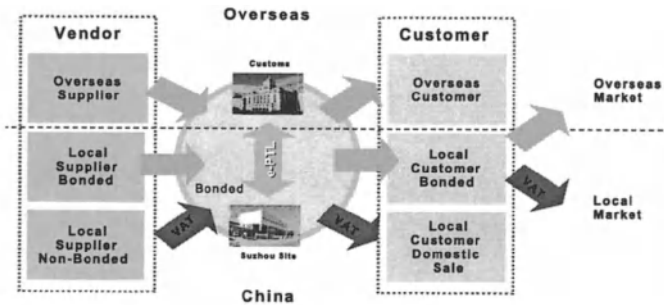 Overseas
Vendor
Customer
Customs
Overseas
Supplier
Overseas
Customer
Overseas
Market
Local
Supplier
Bonded
Bonded
Local
Customer
Bonded
VAT
Local
Market
Local
Supplier
Non-Bonded
VAT
Suzhou Site
VAT
Local
Customer
Domestic
Sale
China